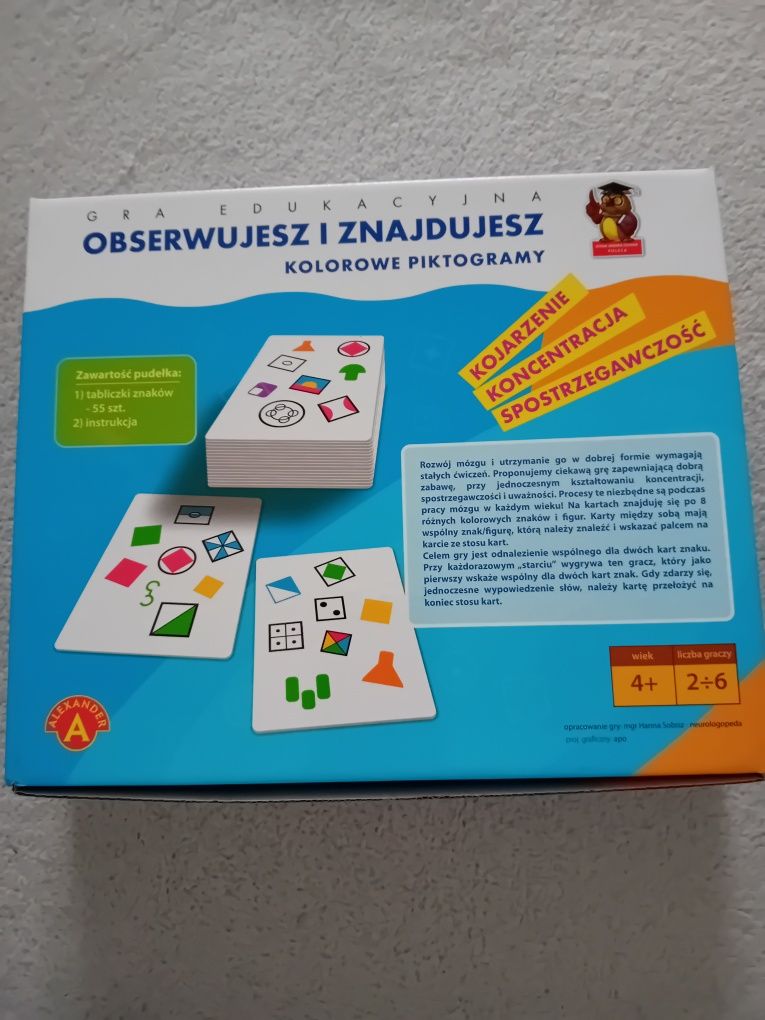 GRA EDUKACYJNA
OBSERWUJESZ I ZNAJDUJESZ
KOLOROWE PIKTOGRAMY
KOJARZENIE
KONCENTRACJA
SPOSTRZEGAWCZOŚĆ
Zawartość pudełka:
1) tabliczki znaków
- 55 szt.
2) instrukcja
Rozwój mózgu i utrzymanie go w dobrej formie wymagają
stałych ćwiczeń. Proponujemy ciekawą grę zapewniającą dobrą
zabawę, przy jednoczesnym kształtowaniu koncentracji,
spostrzegawczości i uważności. Procesy te niezbędne są podczas
pracy mózgu w każdym wieku! Na kartach znajduję się po 8
różnych kolorowych znaków i figur. Karty między sobą mają
wspólny znak/figurę, którą należy znaleźć i wskazać palcem na
karcie ze stosu kart.
Celem gry jest odnalezienie wspólnego dla dwóch kart znaku.
Przy każdorazowym „starciu” wygrywa ten gracz, który jako
pierwszy wskaże wspólny dla dwóch kart znak. Gdy zdarzy się,
jednoczesne wypowiedzenie słów, należy kartę przełożyć na
koniec stosu kart.
wiek
liczba graczy
4+
2÷6
ALEXANDER
A
opracowanie gry: mgr Hanna - neurologopeda
proj. graficzny: apo
POLECA